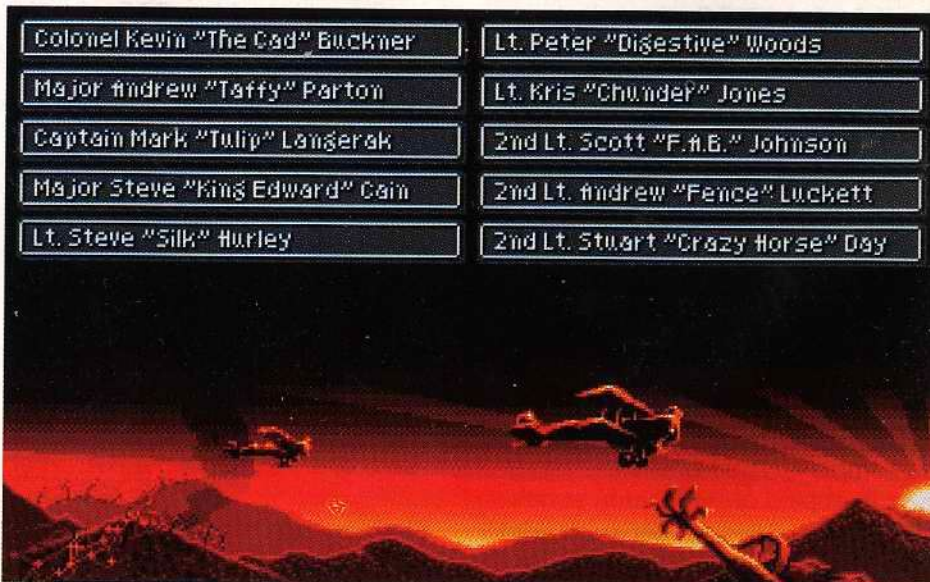 Colonel Kevin "The Cad" Buckner
Major Andrew "Taffy" Parton
Captain Mark "Tulip" Langerak
Major Steve "King Edward" Cain
Lt. Steve "Silk" Hurley
Lt. Peter "Digestive" Woods
Lt. Kris "Chunder" Jones
2nd Lt. Scott "F.A.B." Johnson
2nd Lt. Andrew "Fence" Luckett
2nd Lt. Stuart "Crazy Horse" Day